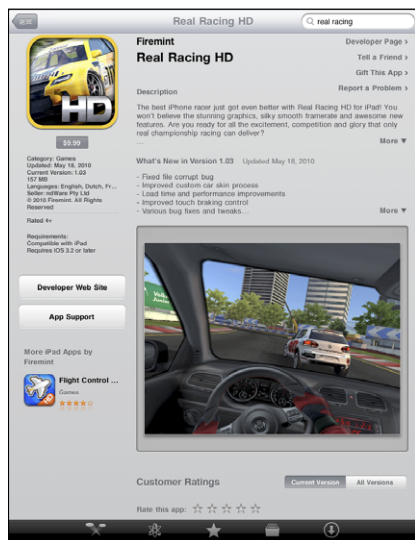 Real Racing HD
real racing
HD
$9.99
Category: Games
Updated: May 18, 2010
Current Version: 1.03
157 MB
Languages: English, Dutch, Fr...
Seller: ndWare Pty Ltd
© 2010 Firemint. All Rights
Reserved
Rated 4+
Requirements:
Compatible with iPad
Requires iOS 3.2 or later
Developer Web Site
App Support
More iPad Apps by
Firemint
Flight Control ...
Games
Firemint
Real Racing HD
Developer Page ›
Tell a Friend ›
Gift This App ›
Report a Problem ›
Description
The best iPhone racer just got even better with Real Racing HD for iPad! You
won't believe the stunning graphics, silky smooth framerate and awesome new
features. Are you ready for all the excitement, competition and glory that only
real championship racing can deliver?
...
More ▼
What's New in Version 1.03 Updated May 18, 2010
- Fixed file corrupt bug
- Improved custom car skin process
- Load time and performance improvements
- Improved touch braking control
- Various bug fixes and tweaks...
More ▼
Customer Ratings
Current Version
All Versions
Rate this app: